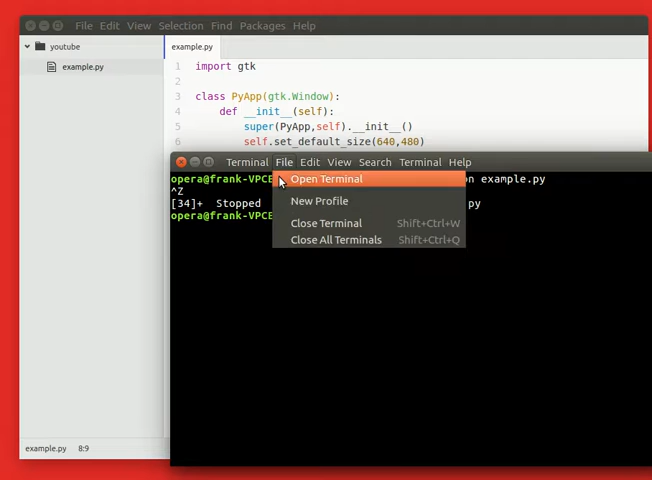 File Edit View Selection Find Packages Help
youtube
example.py
example.py
1 import gtk
2
3 class PyApp(gtk.Window):
4 def __init__(self):
5 super(PyApp,self).__init__()
6 self.set_default_size(640,480)
Terminal File Edit View Search Terminal Help
opera@frank-VPCE on example.py
^Z
[34]+ Stopped py
opera@frank-VPCE
Open Terminal
New Profile
Close Terminal Shift+Ctrl+W
Close All Terminals Shift+Ctrl+Q
example.py 8:9